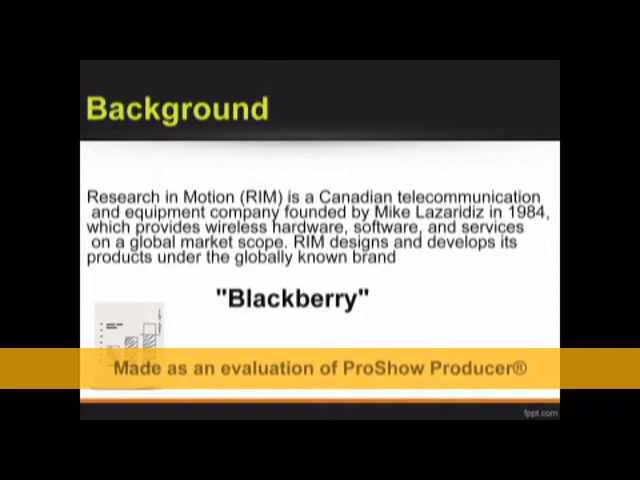 Background
Research in Motion (RIM) is a Canadian telecommunication
and equipment company founded by Mike Lazaridiz in 1984,
which provides wireless hardware, software, and services
on a global market scope. RIM designs and develops its
products under the globally known brand
"Blackberry"
Made as an evaluation of ProShow Producer®
fppt.com